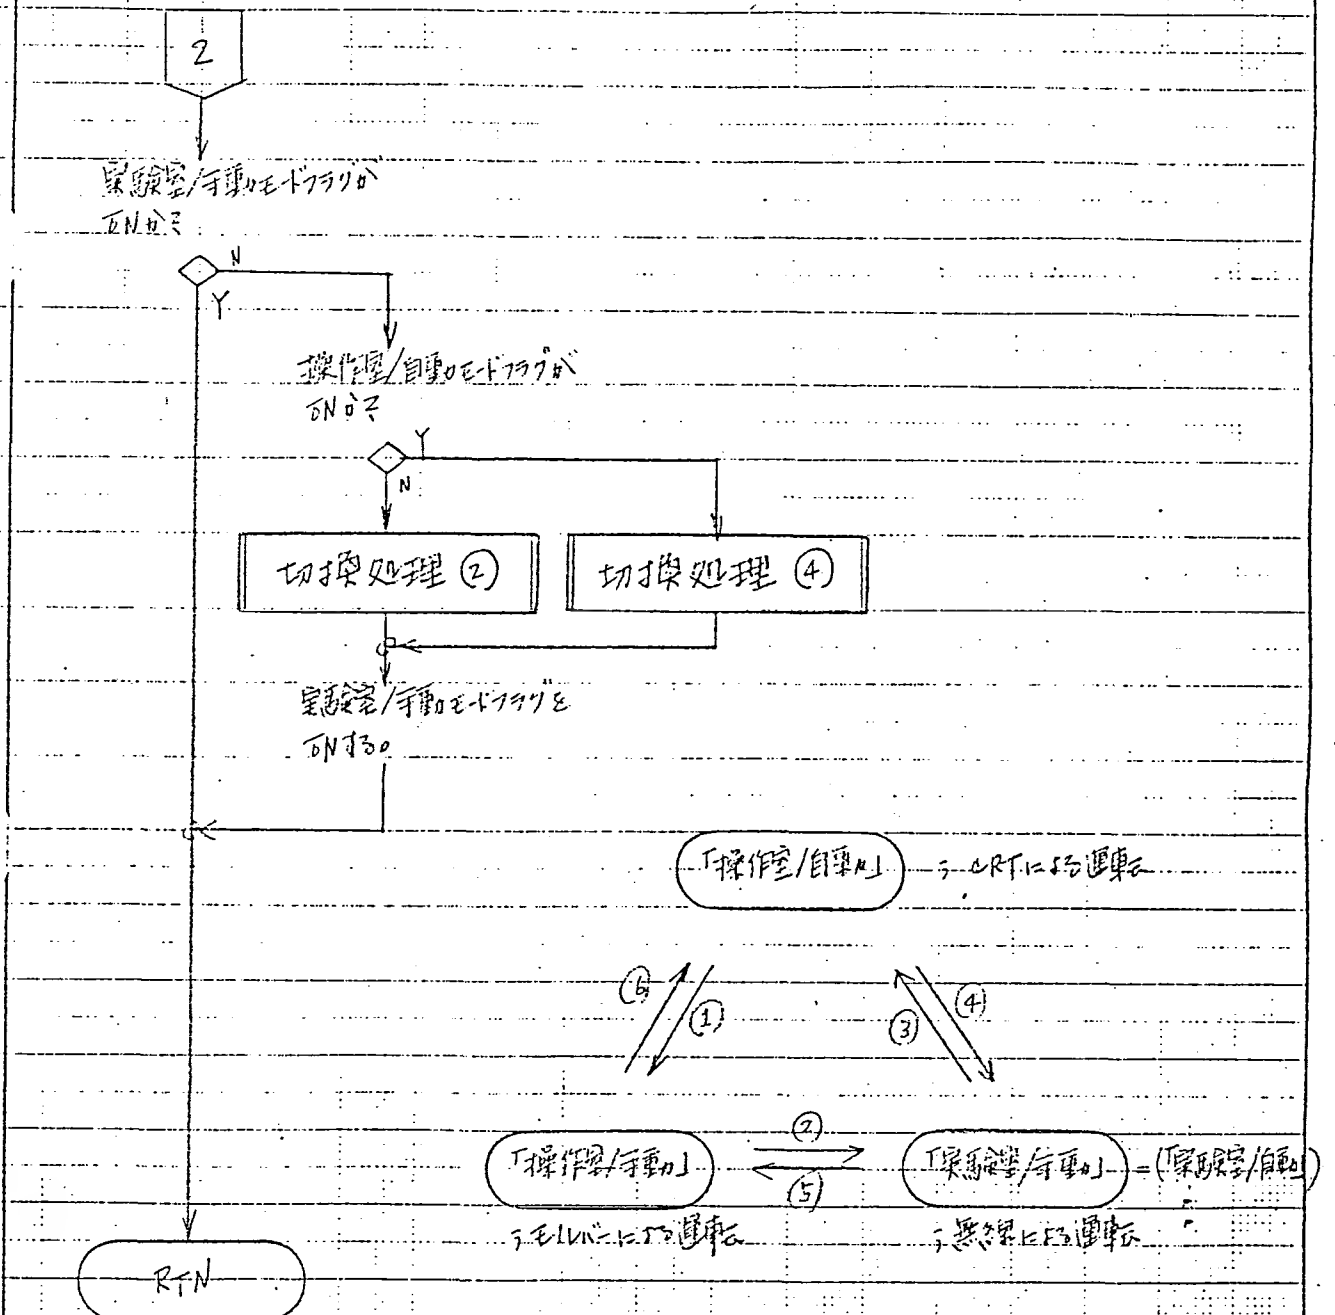 2
実験室/手動モードフラグが
ONか?
N
Y
操作室/自動モードフラグが
ONか?
Y
N
切換処理 ②
切換処理 ④
実験室/手動モードフラグを
ONする。
「操作室/自動」
; CRTによる運転
⑥
①
③
④
②
「操作室/手動」
「実験室/手動」
=(「実験室/自動」)
⑤
による運転
; 無線による運転
RTN